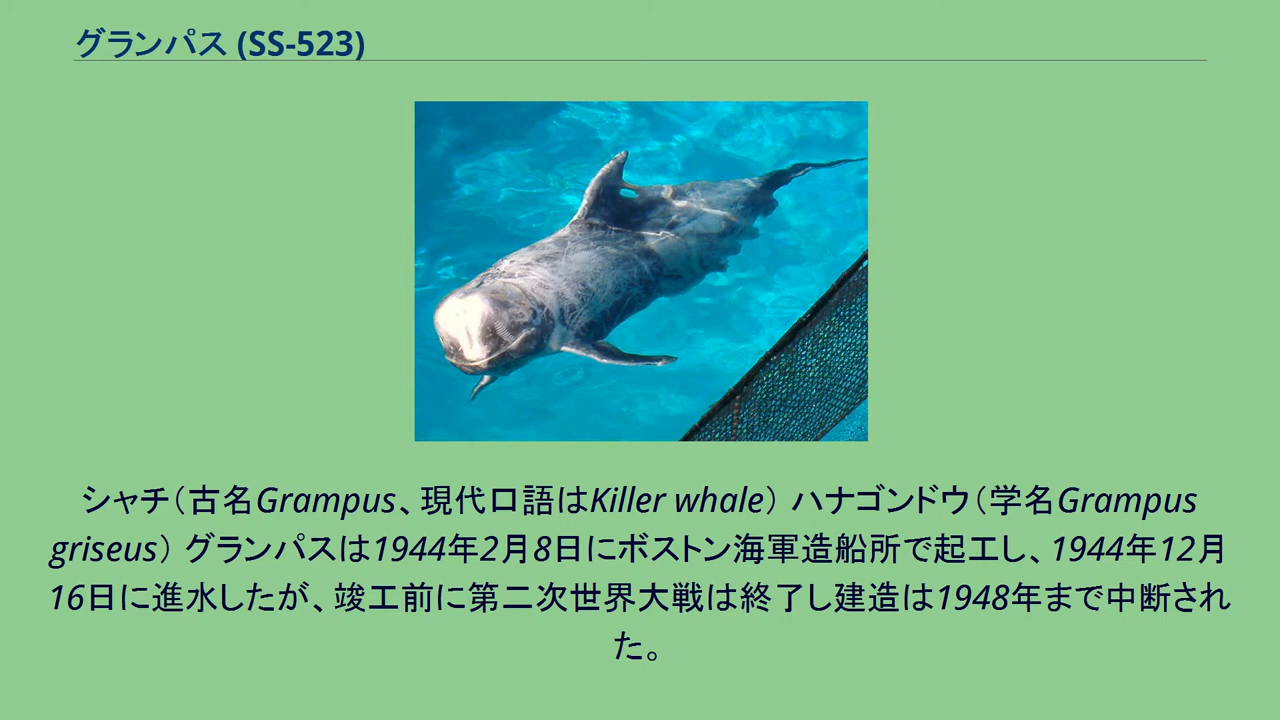 グランパス (SS-523)
シャチ（古名Grampus、現代口語はKiller whale） ハナゴンドウ（学名Grampus
griseus） グランパスは1944年2月8日にボストン海軍造船所で起工し、1944年12月
16日に進水したが、竣工前に第二次世界大戦は終了し建造は1948年まで中断され
た。